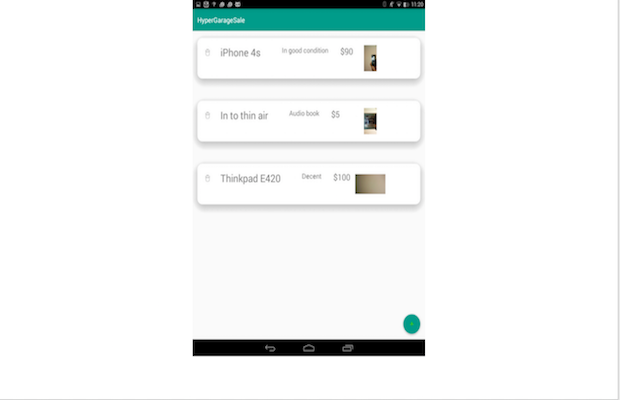 11:20
HyperGarageSale
iPhone 4s In good condition $90
In to thin air Audio book $5
Thinkpad E420 Decent $100